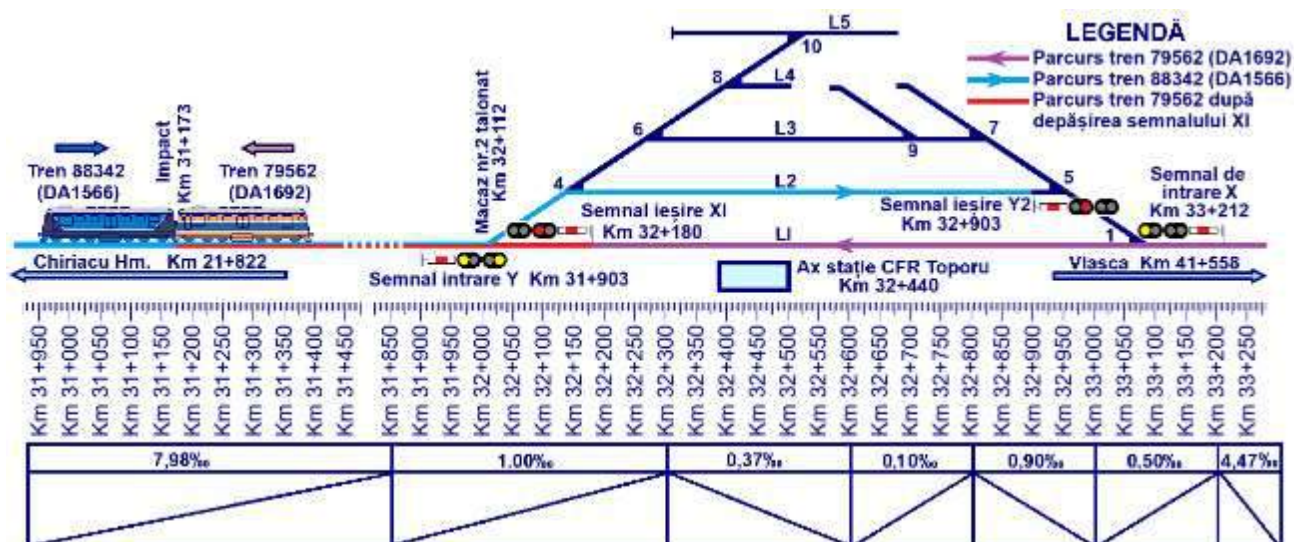 L5
10
LEGENDĂ
Parcurs tren 79562 (DA1692)
Parcurs tren 88342 (DA1566)
Parcurs tren 79562 după
depășirea semnalului XI
8
L4
6
L3
9
7
Impact
Km 31+173
Macaz nr.2 talonat
Km 32+112
Tren 88342
(DA1566)
Tren 79562
(DA1692)
4
L2
5
Semnal de
intrare X
Km 33+212
Semnal ieșire XI
Km 32+180
Semnal ieșire Y2
Km 32+903
LI
1
Chiriacu Hm. Km 21+822
Semnal intrare Y Km 31+903
Ax stație CFR Toporu
Km 32+440
Vlasca Km 41+558
Km 31+950
Km 31+000
Km 31+050
Km 31+100
Km 31+150
Km 31+200
Km 31+250
Km 31+300
Km 31+350
Km 31+400
Km 31+450
Km 31+850
Km 31+900
Km 31+950
Km 32+000
Km 32+050
Km 32+100
Km 32+150
Km 32+200
Km 32+250
Km 32+300
Km 32+350
Km 32+400
Km 32+450
Km 32+500
Km 32+550
Km 32+600
Km 32+650
Km 32+700
Km 32+750
Km 32+800
Km 32+850
Km 32+900
Km 32+950
Km 33+000
Km 33+050
Km 33+100
Km 33+150
Km 33+200
Km 33+250
7,98‰
1.00‰
0,37‰
0,10‰
0,90‰
0,50‰
4,47‰